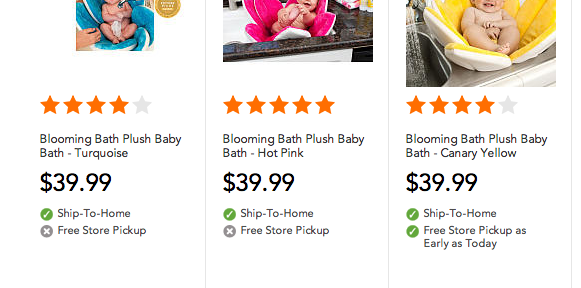 Blooming Bath Plush Baby
Bath - Turquoise
$39.99
Ship-To-Home
Free Store Pickup
Blooming Bath Plush Baby
Bath - Hot Pink
$39.99
Ship-To-Home
Free Store Pickup
Blooming Bath Plush Baby
Bath - Canary Yellow
$39.99
Ship-To-Home
Free Store Pickup as
Early as Today